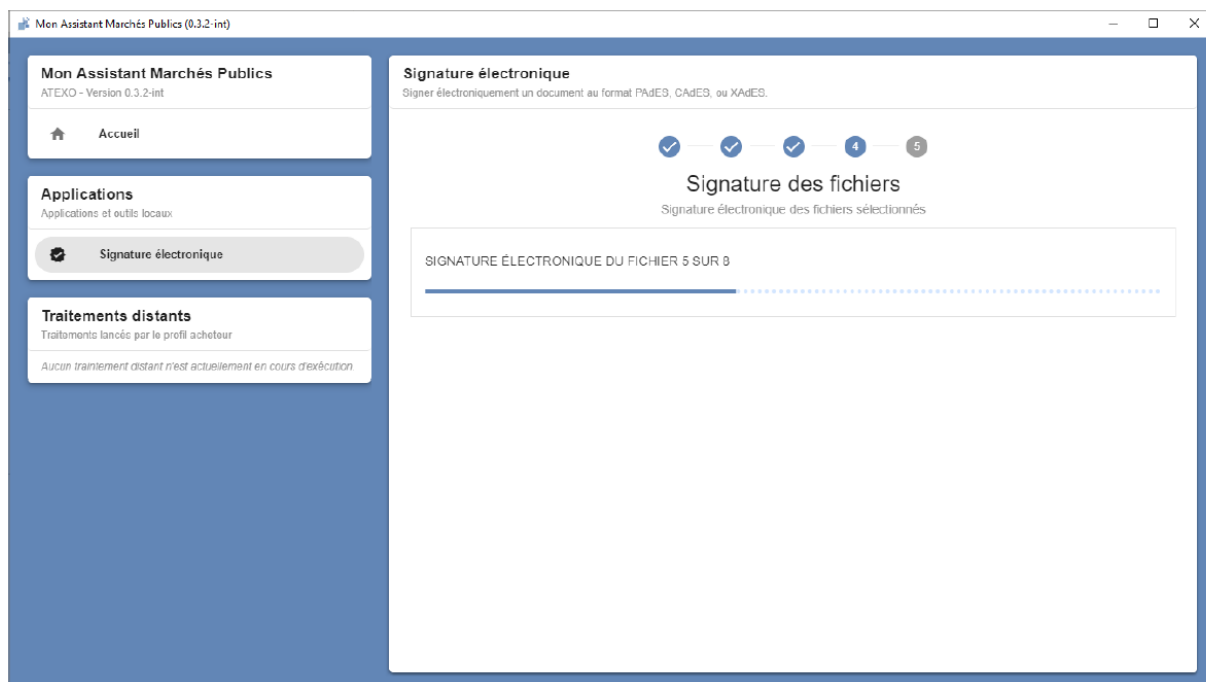 Mon Assistant Marchés Publics (0.3.2-int)
Mon Assistant Marchés Publics
ATEXO - Version 0.3.2-int
Accueil
Applications
Applications et outils locaux
Signature électronique
Traitements distants
Traitements lancés par le profil acheteur
Aucun traintement distant n'est actuellement en cours d'exécution
Signature électronique
Signer électroniquement un document au format PAdES, CAdES, ou XAdES.
4 5
Signature des fichiers
Signature électronique des fichiers sélectionnés
SIGNATURE ÉLECTRONIQUE DU FICHIER 5 SUR 8